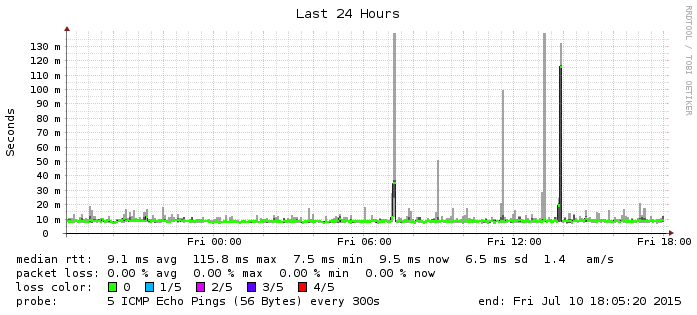 Last 24 Hours
RRDTOOL / TOBI OETIKER
Seconds
130 m
120 m
110 m
100 m
90 m
80 m
70 m
60 m
50 m
40 m
30 m
20 m
10 m
0
Fri 00:00 Fri 06:00 Fri 12:00 Fri 18:00
median rtt: 9.1 ms avg 115.8 ms max 7.5 ms min 9.5 ms now 6.5 ms sd 1.4 am/s
packet loss: 0.00 % avg 0.00 % max 0.00 % min 0.00 % now
loss color: 0 1/5 2/5 3/5 4/5
probe: 5 ICMP Echo Pings (56 Bytes) every 300s end: Fri Jul 10 18:05:20 2015